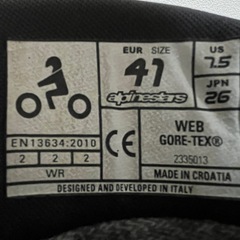 EUR SIZE
41
alpinestars
US
7.5
JPN
26
EN13634:2010
2 2 2
WR
CE
WEB
GORE-TEX®
2335013
MADE IN CROATIA
DESIGNED AND DEVELOPED IN ITALY